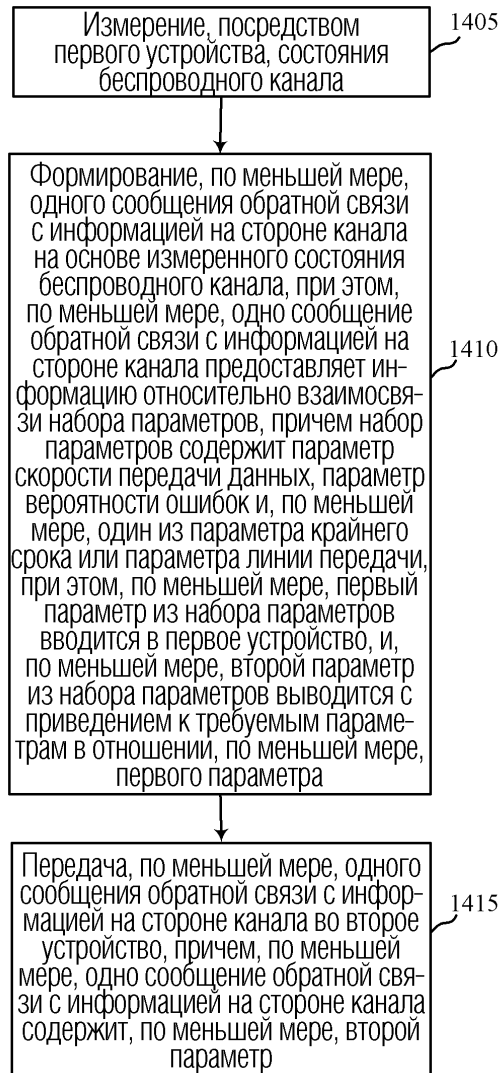 Измерение, посредством
первого устройства, состояния
беспроводного канала
1405
Формирование, по меньшей мере,
одного сообщения обратной связи
с информацией на стороне канала
на основе измеренного состояния
беспроводного канала, при этом,
по меньшей мере, одно сообщение
обратной связи с информацией на
стороне канала предоставляет ин-
формацию относительно взаимосвя-
зи набора параметров, причем набор
параметров содержит параметр
скорости передачи данных, параметр
вероятности ошибок и, по меньшей
мере, один из параметра крайнего
срока или параметра линии передачи,
при этом, по меньшей мере, первый
параметр из набора параметров
вводится в первое устройство, и,
по меньшей мере, второй параметр
из набора параметров выводится с
приведением к требуемым параме-
трам в отношении, по меньшей мере,
первого параметра
1410
Передача, по меньшей мере, одного
сообщения обратной связи с инфор-
мацией на стороне канала во второе
устройство, причем, по меньшей
мере, одно сообщение обратной свя-
зи с информацией на стороне канала
содержит, по меньшей мере, второй
параметр
1415